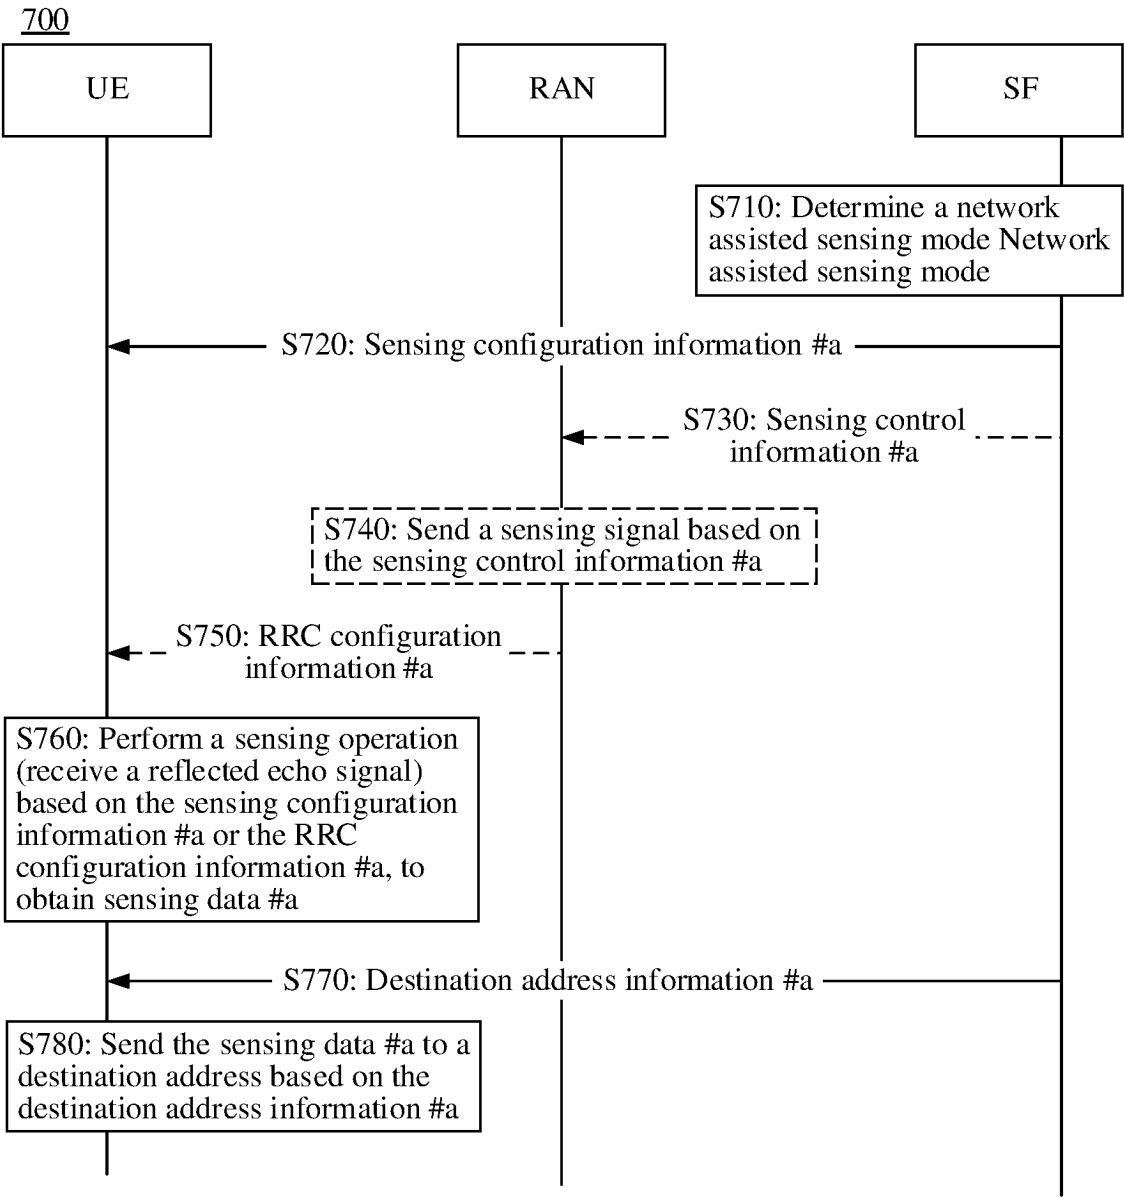 700
UE
RAN
SF
S710: Determine a network
assisted sensing mode Network
assisted sensing mode
S720: Sensing configuration information #a
S730: Sensing control
information #a
S740: Send a sensing signal based on
the sensing control information #a
S750: RRC configuration
information #a
S760: Perform a sensing operation
(receive a reflected echo signal)
based on the sensing configuration
information #a or the RRC
configuration information #a, to
obtain sensing data #a
S770: Destination address information #a
S780: Send the sensing data #a to a
destination address based on the
destination address information #a